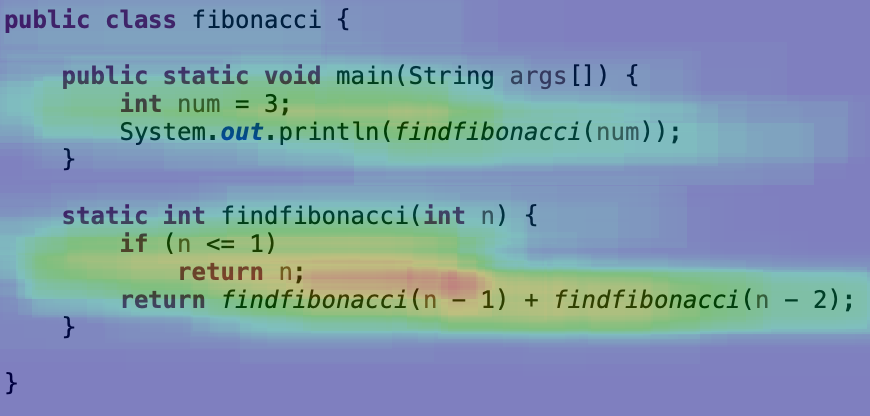 public class fibonacci {
public static void main(String args[]) {
int num = 3;
System.out.println(findfibonacci(num));
}
static int findfibonacci(int n) {
if (n <= 1)
return n;
return findfibonacci(n − 1) + findfibonacci(n − 2);
}
}